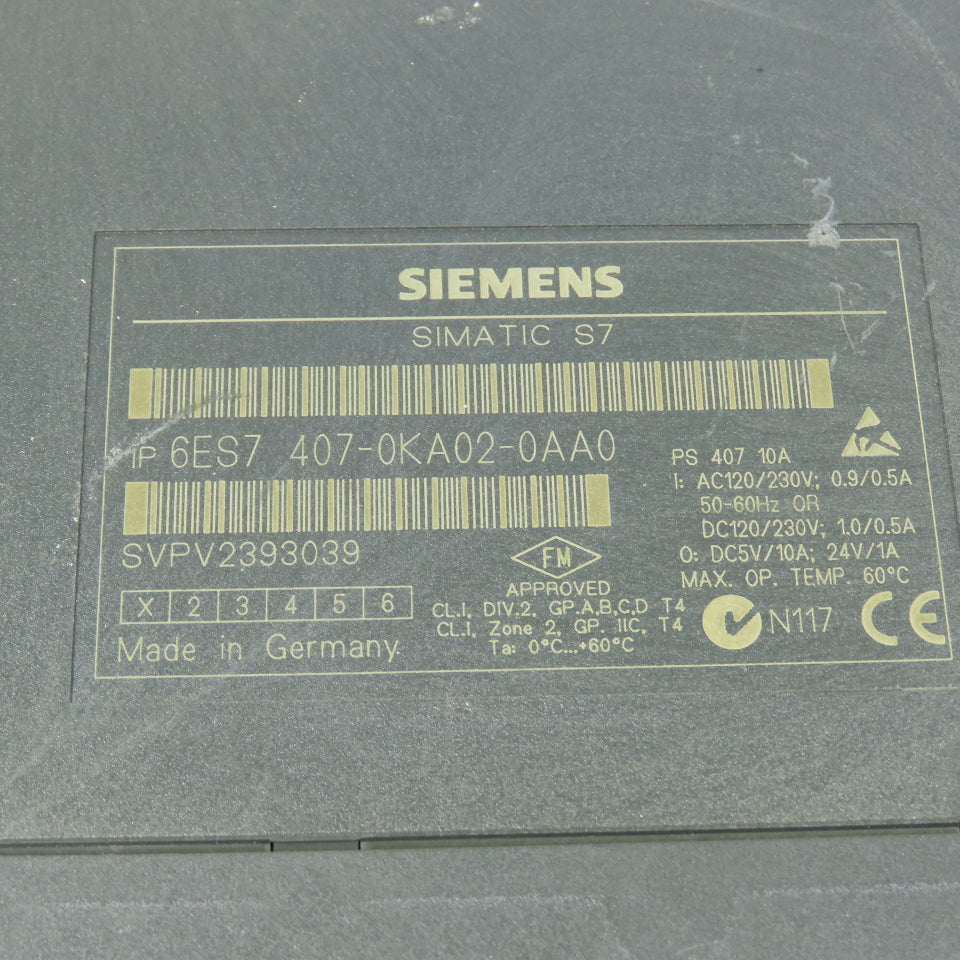 SIEMENS
SIMATIC S7
1P 6ES7 407-0KA02-0AA0
SVPV2393039
X 2 3 4 5 6
Made in Germany
FM
APPROVED
CL.I, DIV.2, GP.A,B,C,D T4
CL.I, Zone 2, GP. IIC, T4
Ta: 0°C...+60°C
PS 407 10A
I: AC120/230V; 0.9/0.5A
50-60Hz OR
DC120/230V; 1.0/0.5A
O: DC5V/10A; 24V/1A
MAX. OP. TEMP. 60°C
N117
CE